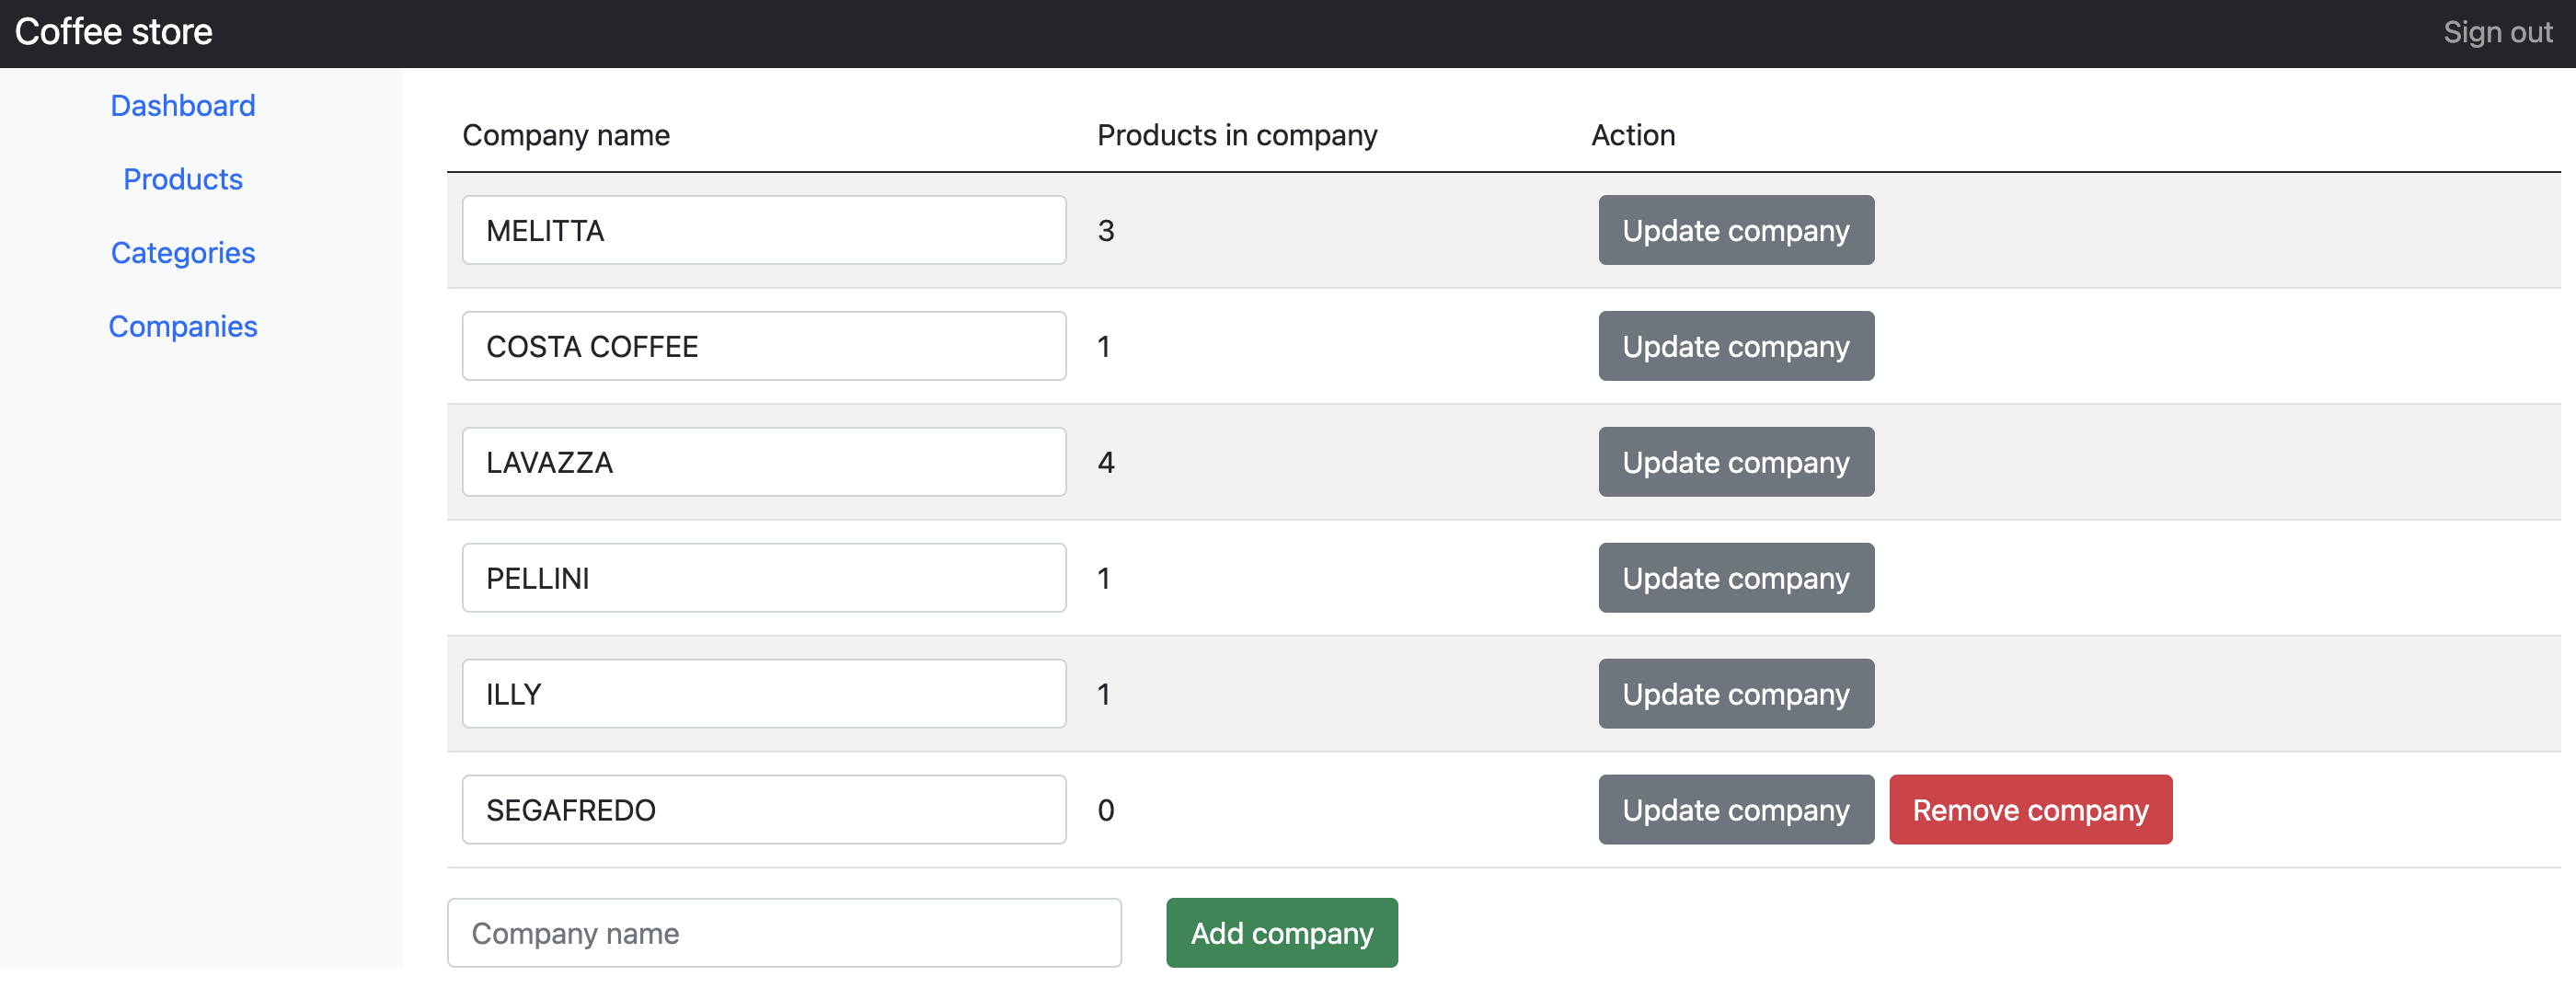 Coffee store Sign out
Dashboard
Products
Categories
Companies
Company name Products in company Action
MELITTA 3 Update company
COSTA COFFEE 1 Update company
LAVAZZA 4 Update company
PELLINI 1 Update company
ILLY 1 Update company
SEGAFREDO 0 Update company Remove company
Company name Add company